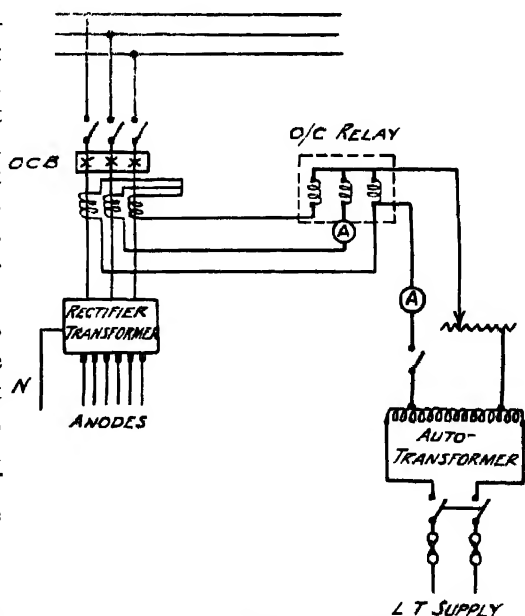 O/C RELAY
OCB
A
A
RECTIFIER
TRANSFORMER
N
ANODES
AUTO-
TRANSFORMER
L T SUPPLY